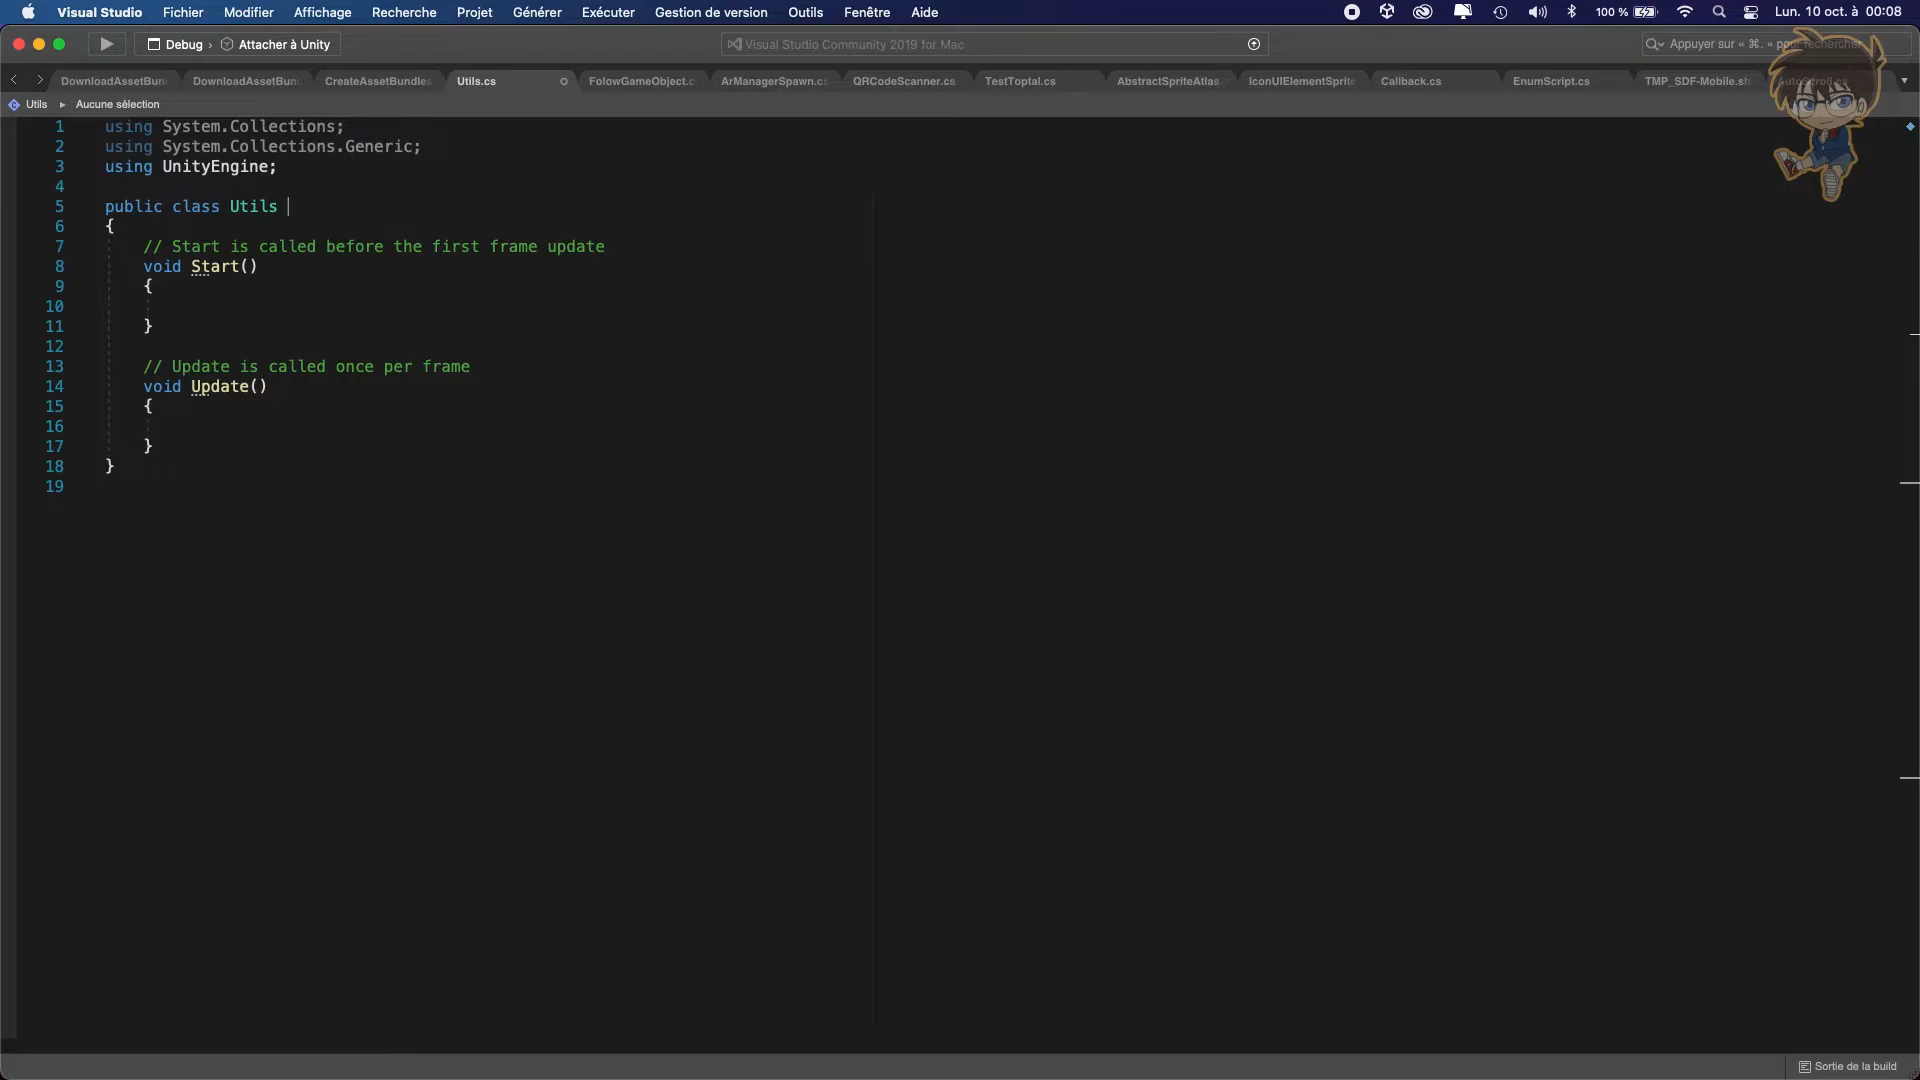 Visual Studio Fichier Modifier Affichage Recherche Projet Générer Exécuter Gestion de version Outils Fenêtre Aide 100 % Lun. 10 oct. à 00:08
Debug › Attacher à Unity Visual Studio Community 2019 for Mac Appuyer sur « ⌘. » pour rechercher
DownloadAssetBun DownloadAssetBun CreateAssetBundles Utils.cs FolowGameObject.c ArManagerSpawn.c QRCodeScanner.cs TestToptal.cs AbstractSpriteAtlas IconUIElementSprite Callback.cs EnumScript.cs TMP_SDF-Mobile.sh AutoScroll.cs
Utils ▸ Aucune sélection
1 using System.Collections;
2 using System.Collections.Generic;
3 using UnityEngine;
4
5 public class Utils
6 {
7 // Start is called before the first frame update
8 void Start()
9 {
10
11 }
12
13 // Update is called once per frame
14 void Update()
15 {
16
17 }
18 }
19
Sortie de la build